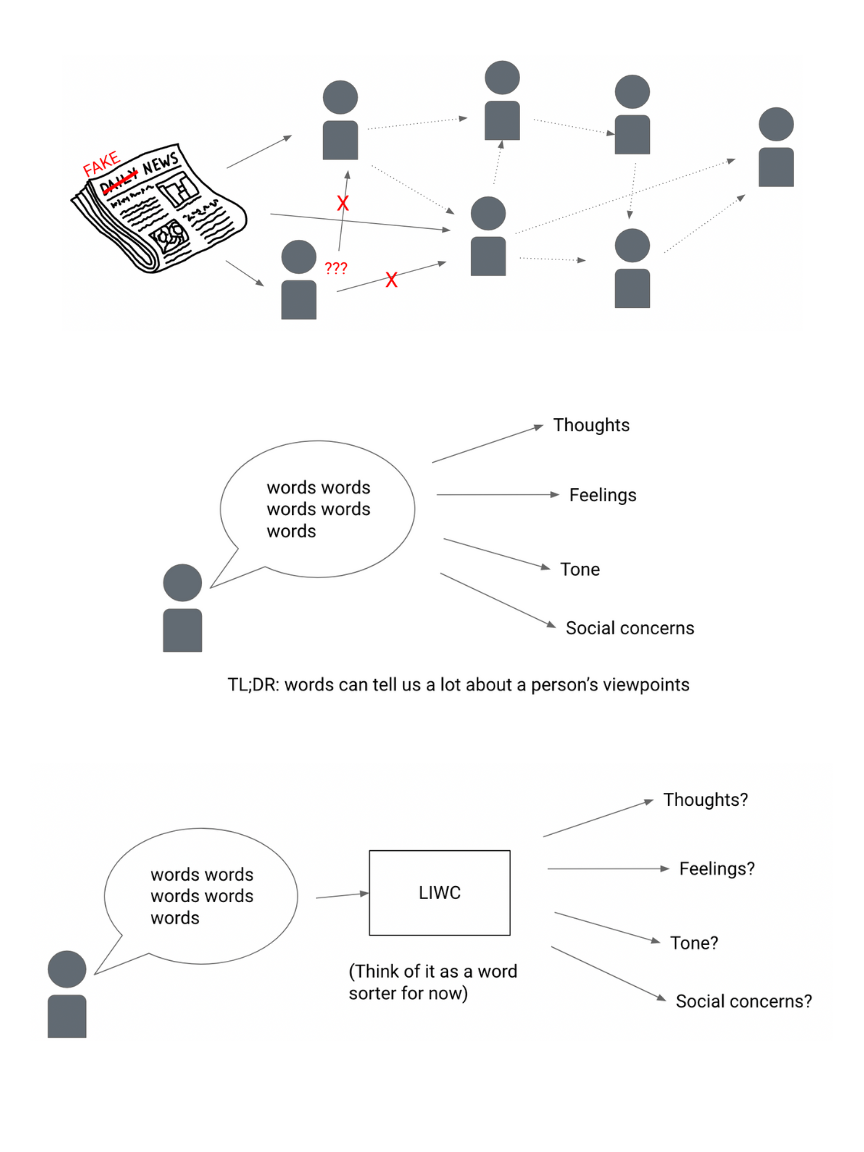 FAKE
DAILY NEWS
X
???
X
Thoughts
words words
words words
words
Feelings
Tone
Social concerns
TL;DR: words can tell us a lot about a person's viewpoints
Thoughts?
words words
words words
words
LIWC
Feelings?
Tone?
(Think of it as a word
sorter for now)
Social concerns?